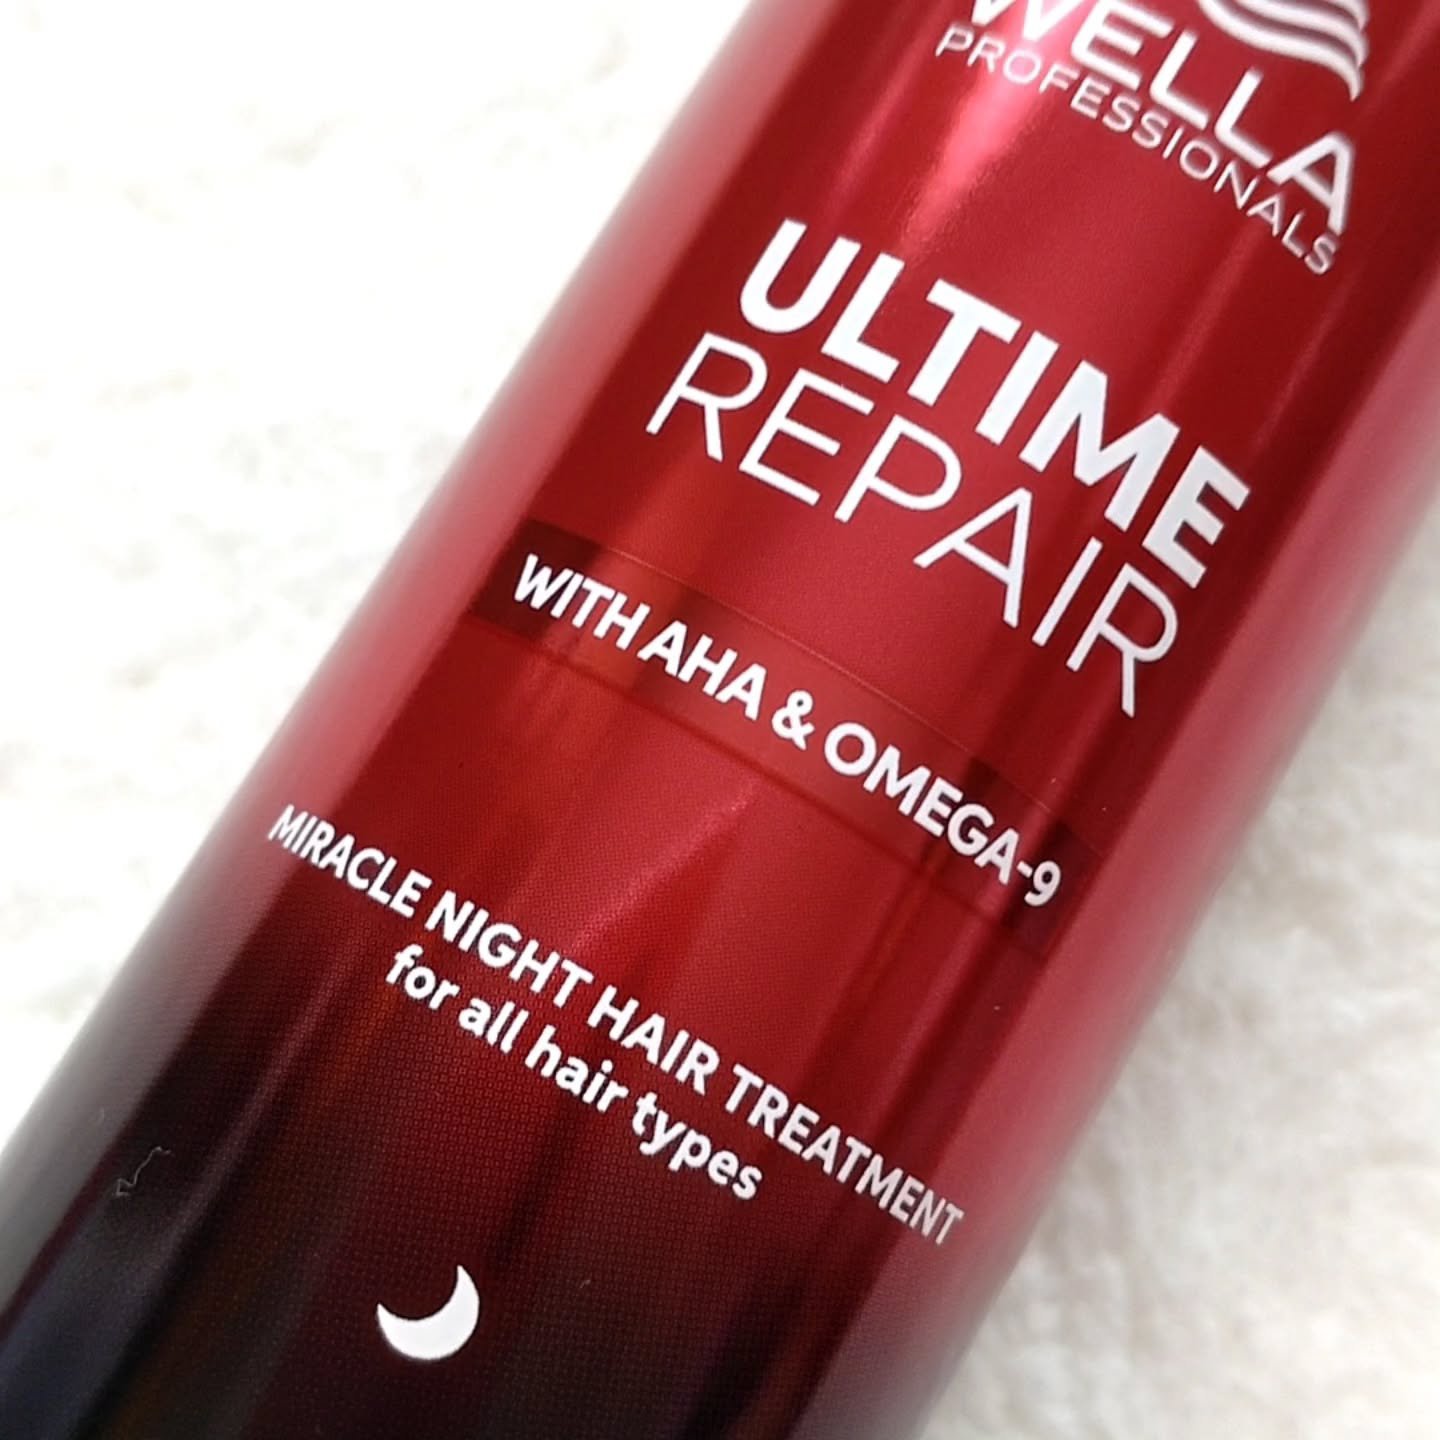 WELLA
PROFESSIONALS
ULTIME
REPAIR
WITH AHA & OMEGA-9
MIRACLE NIGHT HAIR TREATMENT
for all hair types